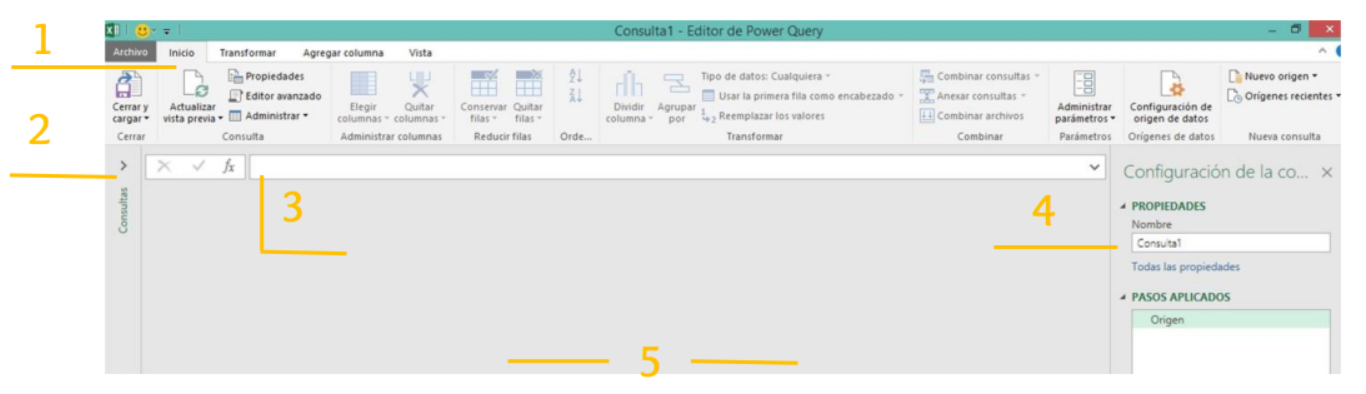 Consulta1 - Editor de Power Query
1
Archivo Inicio Transformar Agregar columna Vista
Cerrar y cargar
Actualizar vista previa
Propiedades
Editor avanzado
Administrar
Elegir columnas
Quitar columnas
Conservar filas
Quitar filas
Dividir columna
Agrupar por
Tipo de datos: Cualquiera
Usar la primera fila como encabezado
Reemplazar los valores
Combinar consultas
Anexar consultas
Combinar archivos
Administrar parámetros
Configuración de origen de datos
Nuevo origen
Orígenes recientes
Cerrar Consulta Administrar columnas Reducir filas Orde... Transformar Combinar Parámetros Orígenes de datos Nueva consulta
2
fx
Consultas
3
4
5
Configuración de la co...
PROPIEDADES
Nombre
Consulta1
Todas las propiedades
PASOS APLICADOS
Origen